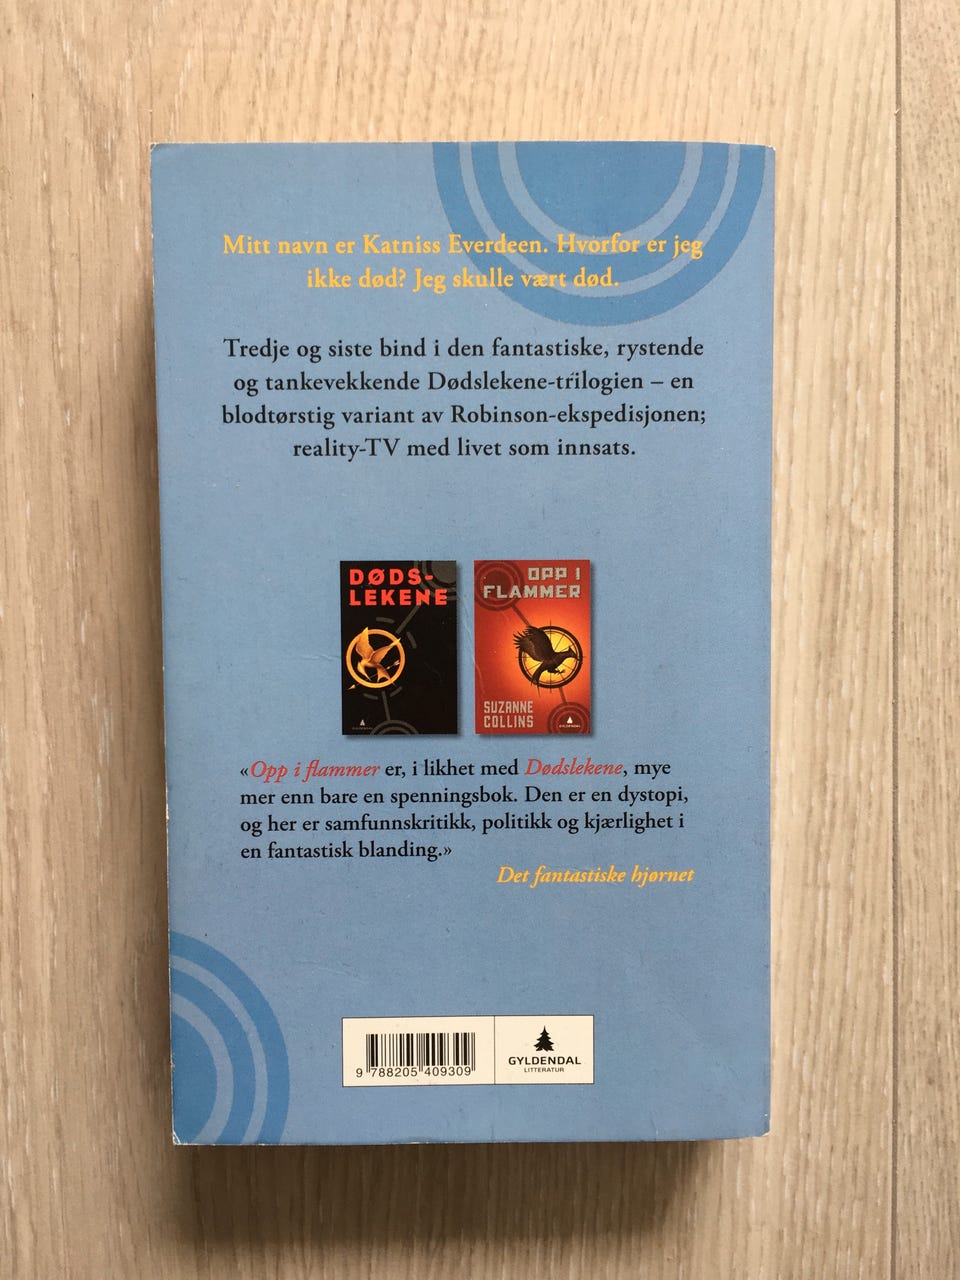 Mitt navn er Katniss Everdeen. Hvorfor er jeg
ikke død? Jeg skulle vært død.
Tredje og siste bind i den fantastiske, rystende
og tankevekkende Dødslekene-trilogien – en
blodtørstig variant av Robinson-ekspedisjonen;
reality-TV med livet som innsats.
DØDS-
LEKENE
GYLDENDAL
OPP I
FLAMMER
SUZANNE
COLLINS
GYLDENDAL
«Opp i flammer er, i likhet med Dødslekene, mye
mer enn bare en spenningsbok. Den er en dystopi,
og her er samfunnskritikk, politikk og kjærlighet i
en fantastisk blanding.»
Det fantastiske hjørnet
9 788205 409309
GYLDENDAL
LITTERATUR